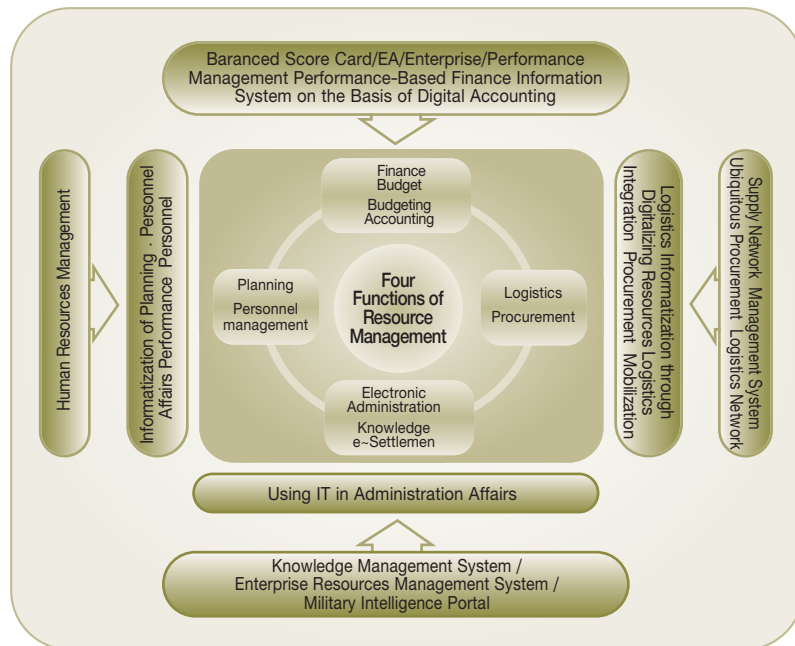 Baranced Score Card/EA/Enterprise/Performance
Management Performance-Based Finance Information
System on the Basis of Digital Accounting
Human Resources Management
Informatization of Planning . Personnel
Affairs Performance Personnel
Finance
Budget
Budgeting
Accounting
Planning
Personnel
management
Four
Functions of
Resource
Management
Logistics
Procurement
Electronic
Administration
Knowledge
e~Settlemen
Logistics Informatization through
Digitalizing Resources Logistics
Integration Procurement Mobilization
Supply Network Management System
Ubiquitous Procurement Logistics Network
Using IT in Administration Affairs
Knowledge Management System /
Enterprise Resources Management System /
Military Intelligence Portal